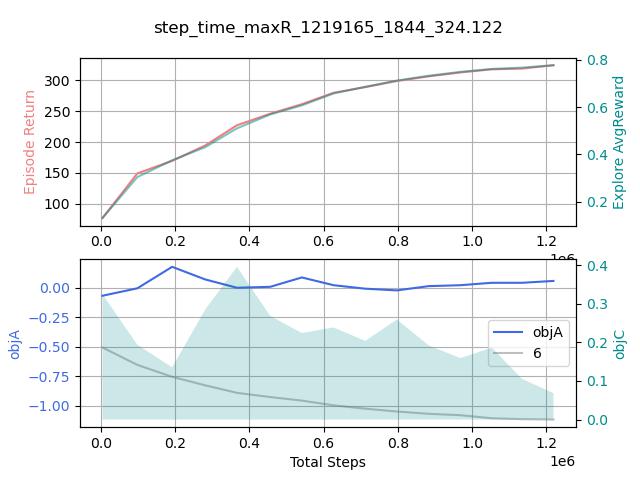 step_time_maxR_1219165_1844_324.122
300
250
200
150
100
Episode Return
0.8
0.6
0.4
0.2
Explore AvgReward
0.0 0.2 0.4 0.6 0.8 1.0 1.2
1e6
0.00
−0.25
−0.50
−0.75
−1.00
objA
0.4
0.3
0.2
0.1
0.0
objC
objA
6
0.0 0.2 0.4 0.6 0.8 1.0 1.2
Total Steps
1e6